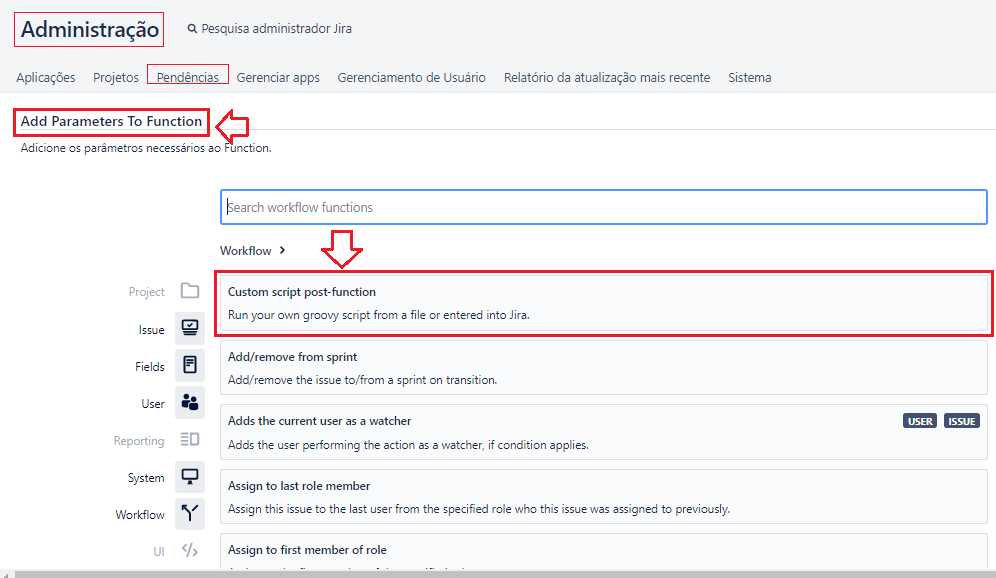 Administração
Pesquisa administrador Jira
Aplicações Projetos Pendências Gerenciar apps Gerenciamento de Usuário Relatório da atualização mais recente Sistema
Add Parameters To Function
Adicione os parâmetros necessários ao Function.
Search workflow functions
Workflow
Project
Issue
Fields
User
Reporting
System
Workflow
UI
Custom script post-function
Run your own groovy script from a file or entered into Jira.
Add/remove from sprint
Add/remove the issue to/from a sprint on transition.
Adds the current user as a watcher USER ISSUE
Adds the user performing the action as a watcher, if condition applies.
Assign to last role member
Assign this issue to the last user from the specified role who this issue was assigned to previously.
Assign to first member of role